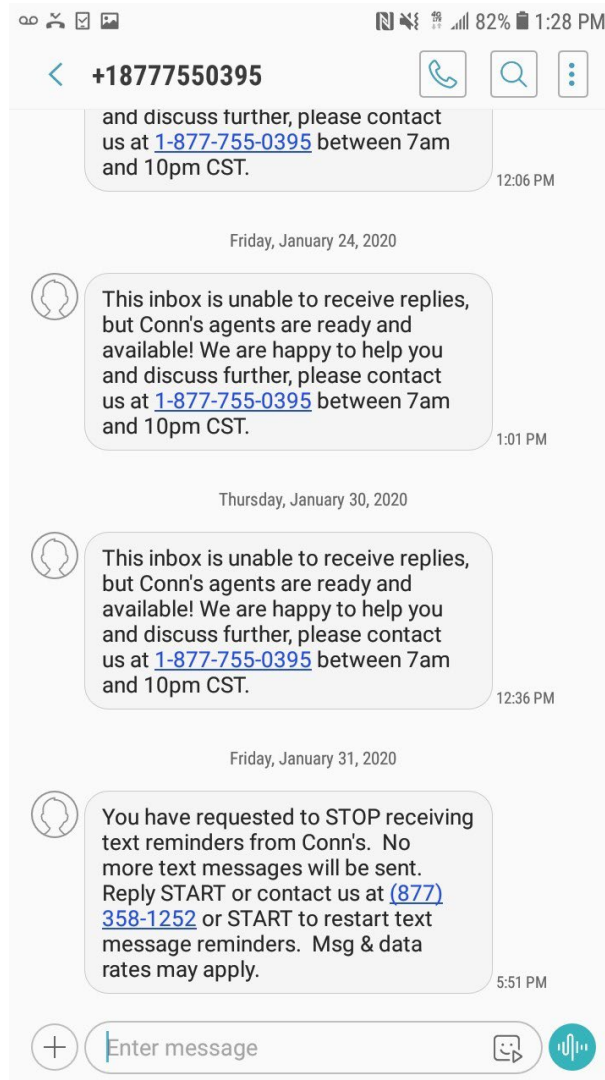 82% 1:28 PM
+18777550395
and discuss further, please contact
us at 1-877-755-0395 between 7am
and 10pm CST.
12:06 PM
Friday, January 24, 2020
This inbox is unable to receive replies,
but Conn's agents are ready and
available! We are happy to help you
and discuss further, please contact
us at 1-877-755-0395 between 7am
and 10pm CST.
1:01 PM
Thursday, January 30, 2020
This inbox is unable to receive replies,
but Conn's agents are ready and
available! We are happy to help you
and discuss further, please contact
us at 1-877-755-0395 between 7am
and 10pm CST.
12:36 PM
Friday, January 31, 2020
You have requested to STOP receiving
text reminders from Conn's.  No
more text messages will be sent.
Reply START or contact us at (877)
358-1252 or START to restart text
message reminders.  Msg & data
rates may apply.
5:51 PM
Enter message